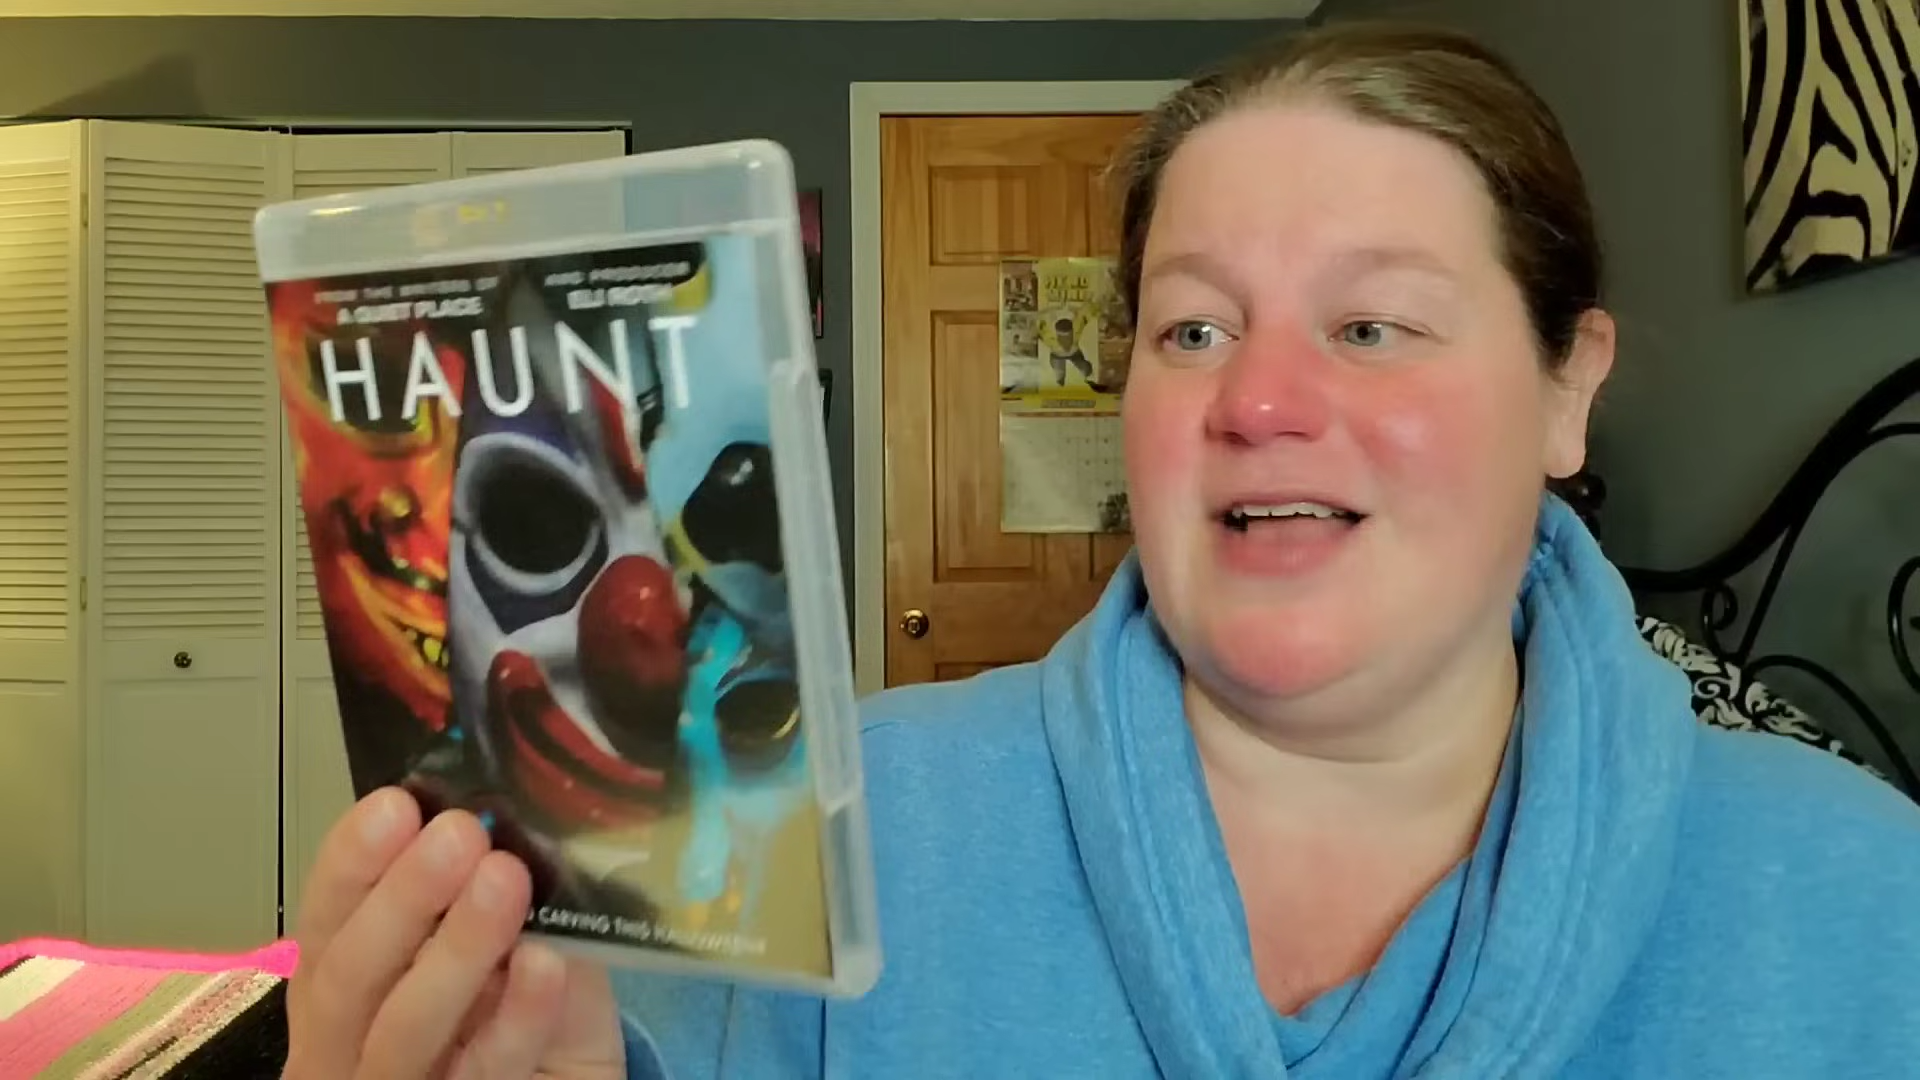 FROM THE WRITERS OF
A QUIET PLACE
AND PRODUCER
ELI ROTH
HAUNT
CARVING THIS HALLOWEEN